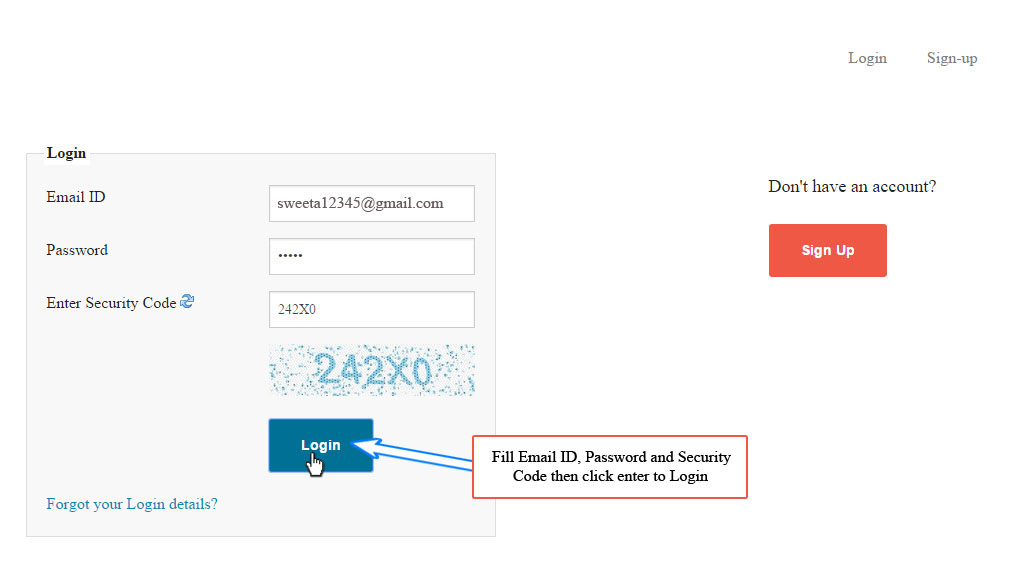 Login Sign-up
Login
Email ID sweeta12345@gmail.com
Password •••••
Enter Security Code 242X0
242X0
Login
Forgot your Login details?
Don't have an account?
Sign Up
Fill Email ID, Password and Security
Code then click enter to Login